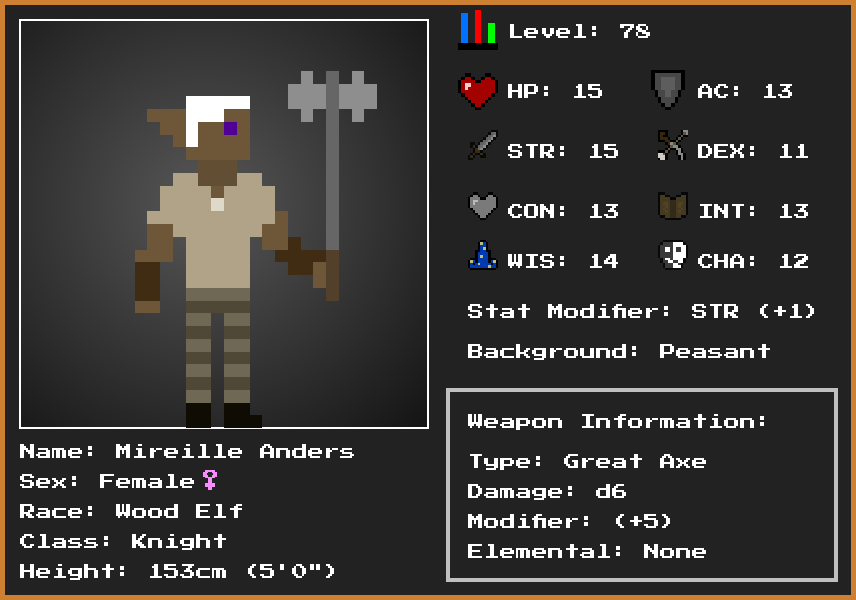 Level: 78
HP: 15
AC: 13
STR: 15
DEX: 11
CON: 13
INT: 13
WIS: 14
CHA: 12
Stat Modifier: STR (+1)
Background: Peasant
Weapon Information:
Type: Great Axe
Damage: d6
Modifier: (+5)
Elemental: None
Name: Mireille Anders
Sex: Female♀
Race: Wood Elf
Class: Knight
Height: 153cm (5'0")